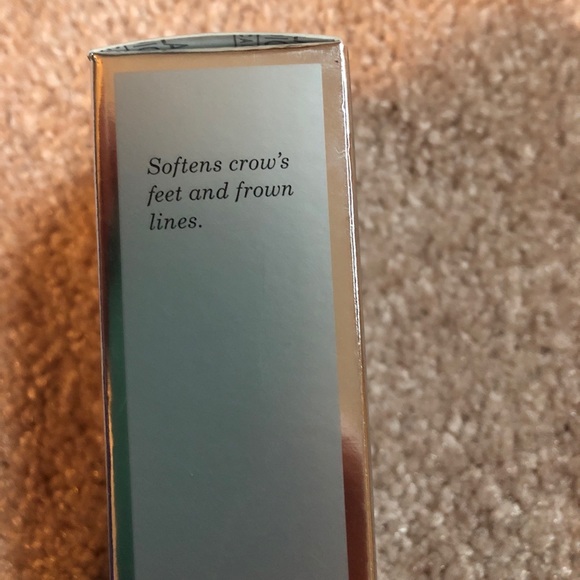 Softens crow's
feet and frown
lines.